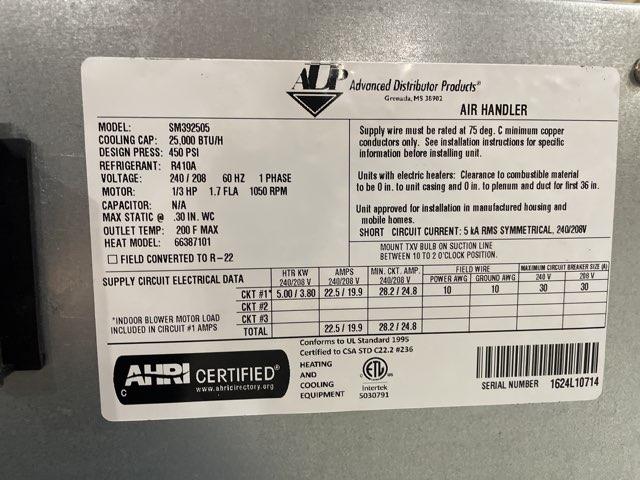 ADP Advanced Distributor Products®
Grenada, MS 38902
AIR HANDLER
MODEL: SM392505
COOLING CAP: 25,000 BTU/H
DESIGN PRESS: 450 PSI
REFRIGERANT: R410A
VOLTAGE: 240 / 208 60 HZ 1 PHASE
MOTOR: 1/3 HP 1.7 FLA 1050 RPM
CAPACITOR: N/A
MAX STATIC @ .30 IN. WC
OUTLET TEMP: 200 F MAX
HEAT MODEL: 66387101
FIELD CONVERTED TO R-22
Supply wire must be rated at 75 deg. C minimum copper
conductors only. See installation instructions for specific
information before installing unit.
Units with electric heaters: Clearance to combustible material
to be 0 in. to unit casing and 0 in. to plenum and duct for first 36 in.
Unit approved for installation in manufactured housing and
mobile homes.
SHORT CIRCUIT CURRENT: 5 kA RMS SYMMETRICAL, 240/208V
MOUNT TXV BULB ON SUCTION LINE
BETWEEN 10 TO 2 O'CLOCK POSITION.
SUPPLY CIRCUIT ELECTRICAL DATA
HTR KW 240/208 V
AMPS 240/208 V
MIN. CKT. AMP. 240/208 V
FIELD WIRE
POWER AWG GROUND AWG
MAXIMUM CIRCUIT BREAKER SIZE (A)
240 V 208 V
CKT #1* 5.00 / 3.80 22.5 / 19.9 28.2 / 24.8 10 10 30 30
CKT #2
CKT #3
TOTAL 22.5 / 19.9 28.2 / 24.8
*INDOOR BLOWER MOTOR LOAD
INCLUDED IN CIRCUIT #1 AMPS
C AHRI CERTIFIED®
www.ahridirectory.org
Conforms to UL Standard 1995
Certified to CSA STD C22.2 #236
HEATING
AND
COOLING
EQUIPMENT
C ETL US
Intertek
5030791
SERIAL NUMBER 1624L10714